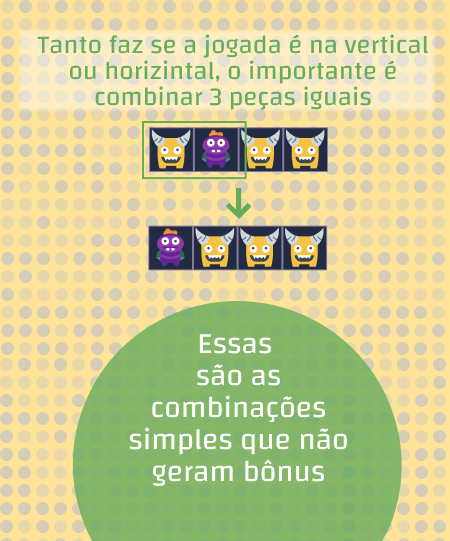 Tanto faz se a jogada é na vertical
ou horizintal, o importante é
combinar 3 peças iguais
Essas
são as
combinações
simples que não
geram bônus